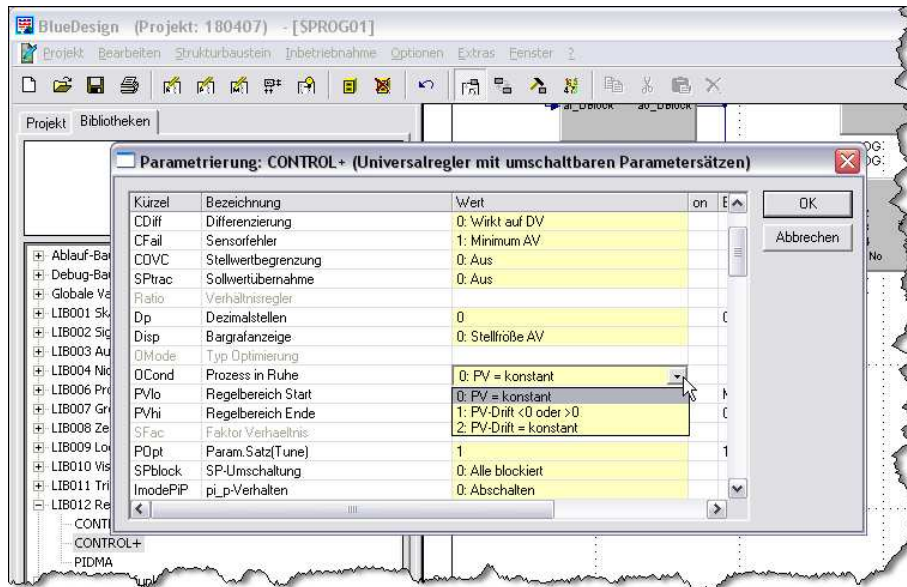 BlueDesign (Projekt: 180407) - [SPROG01]
Projekt Bearbeiten Strukturbaustein Inbetriebnahme Optionen Extras Fenster ?
Projekt Bibliotheken
Parametrierung: CONTROL+ (Universalregler mit umschaltbaren Parametersätzen)
Kürzel Bezeichnung Wert on
CDiff Differenzierung 0: Wirkt auf DV
CFail Sensorfehler 1: Minimum AV
COVC Stellwertbegrenzung 0: Aus
SPtrac Sollwertübernahme 0: Aus
Ratio Verhältnisregler
Dp Dezimalstellen 0
Disp Bargrafanzeige 0: Stellfröße AV
OMode Typ Optimierung
OCond Prozess in Ruhe 0: PV = konstant
PVlo Regelbereich Start 0: PV = konstant
PVhi Regelbereich Ende 1: PV-Drift <0 oder >0
SFac Faktor Verhaeltnis 2: PV-Drift = konstant
POpt Param.Satz(Tune) 1 1
SPblock SP-Umschaltung 0: Alle blockiert
ImodePiP pi_p-Verhalten 0: Abschalten
OK
Abbrechen
Ablauf-Ba
Debug-Ba
Globale Va
LIB001 Sk
LIB002 Sig
LIB003 Au
LIB004 Nic
LIB006 Pro
LIB007 Gr
LIB008 Ze
LIB009 Lo
LIB010 Vis
LIB011 Tri
LIB012 Re
CONT
CONTROL+
PIDMA
No